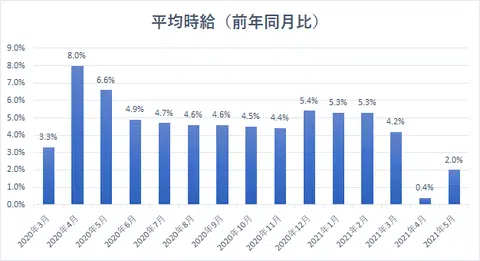 平均時給（前年同月比）
9.0%
8.0%
7.0%
6.0%
5.0%
4.0%
3.0%
2.0%
1.0%
0.0%
3.3%
8.0%
6.6%
4.9%
4.7%
4.6%
4.6%
4.5%
4.4%
5.4%
5.3%
5.3%
4.2%
0.4%
2.0%
2020年3月
2020年4月
2020年5月
2020年6月
2020年7月
2020年8月
2020年9月
2020年10月
2020年11月
2020年12月
2021年1月
2021年2月
2021年3月
2021年4月
2021年5月